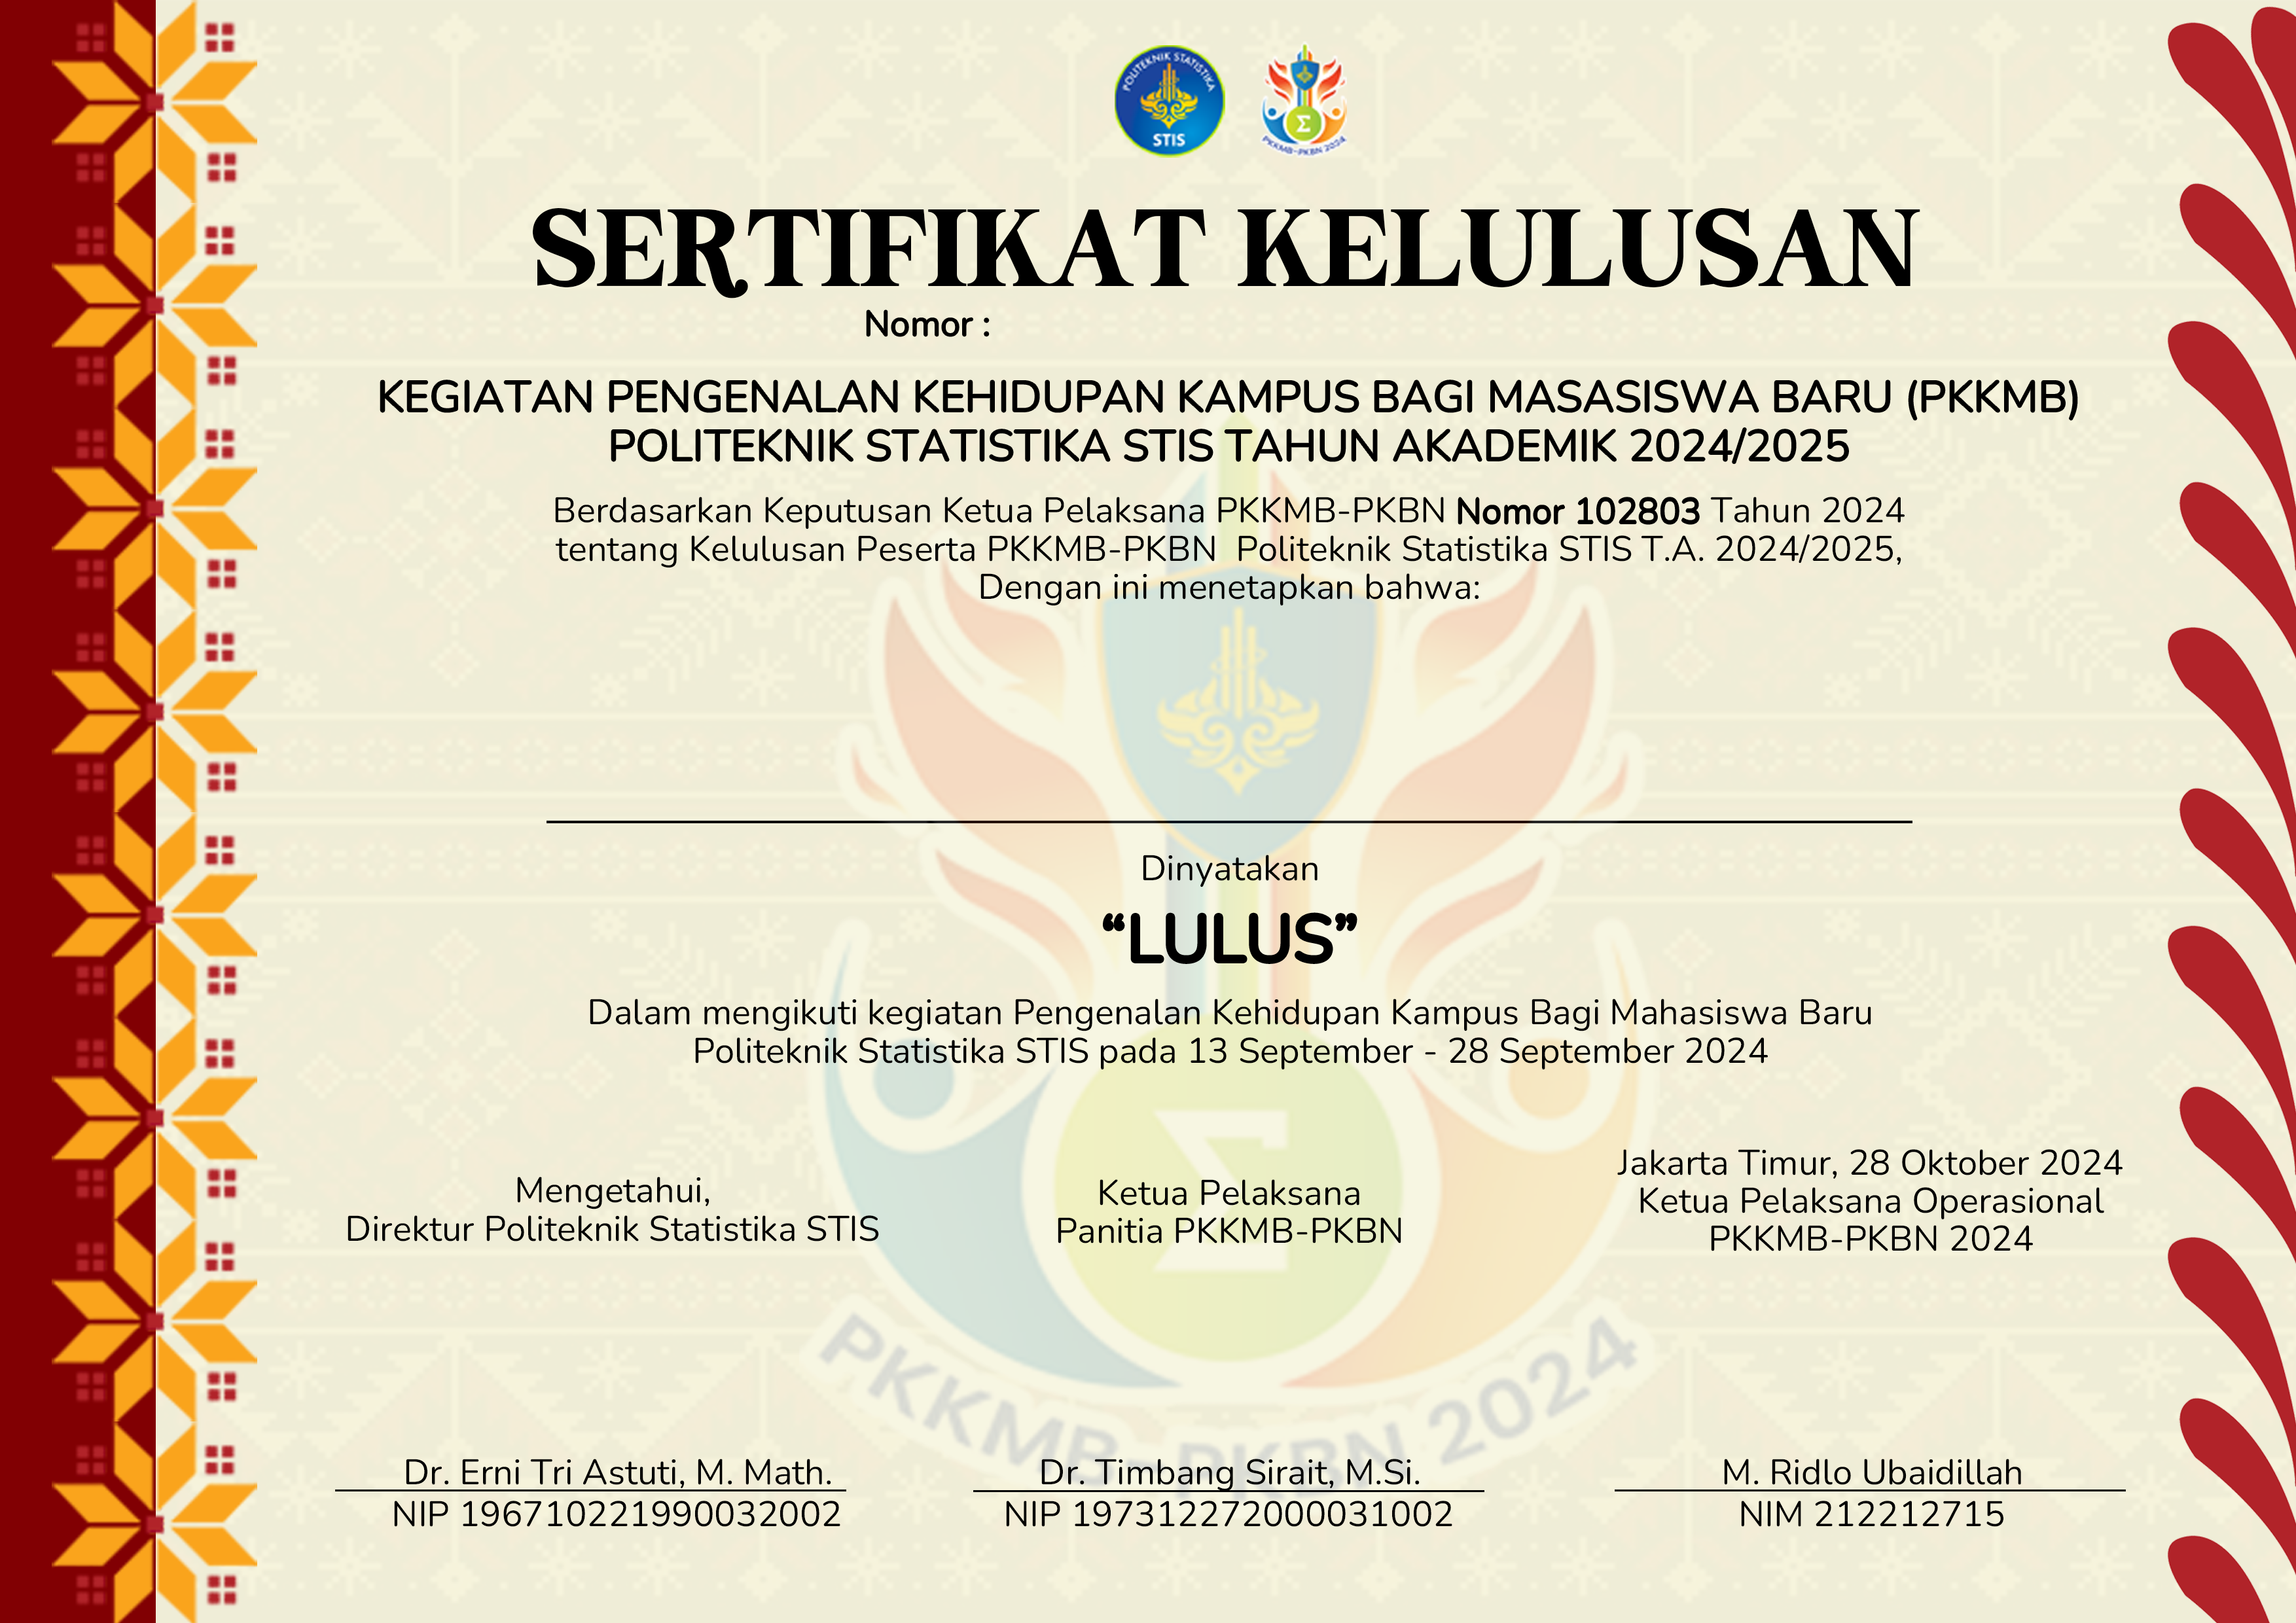 POLITEKNIK STATISTIKA
STIS
Σ
PKKMB-PKBN 2024
SERTIFIKAT KELULUSAN
Nomor :
KEGIATAN PENGENALAN KEHIDUPAN KAMPUS BAGI MASASISWA BARU (PKKMB)
POLITEKNIK STATISTIKA STIS TAHUN AKADEMIK 2024/2025
Berdasarkan Keputusan Ketua Pelaksana PKKMB-PKBN Nomor 102803 Tahun 2024
tentang Kelulusan Peserta PKKMB-PKBN Politeknik Statistika STIS T.A. 2024/2025,
Dengan ini menetapkan bahwa:
Dinyatakan
“LULUS”
Dalam mengikuti kegiatan Pengenalan Kehidupan Kampus Bagi Mahasiswa Baru
Politeknik Statistika STIS pada 13 September - 28 September 2024
Mengetahui,
Direktur Politeknik Statistika STIS
Ketua Pelaksana
Panitia PKKMB-PKBN
Jakarta Timur, 28 Oktober 2024
Ketua Pelaksana Operasional
PKKMB-PKBN 2024
Σ
PKKMB-PKBN 2024
Dr. Erni Tri Astuti, M. Math.
NIP 196710221990032002
Dr. Timbang Sirait, M.Si.
NIP 197312272000031002
M. Ridlo Ubaidillah
NIM 212212715